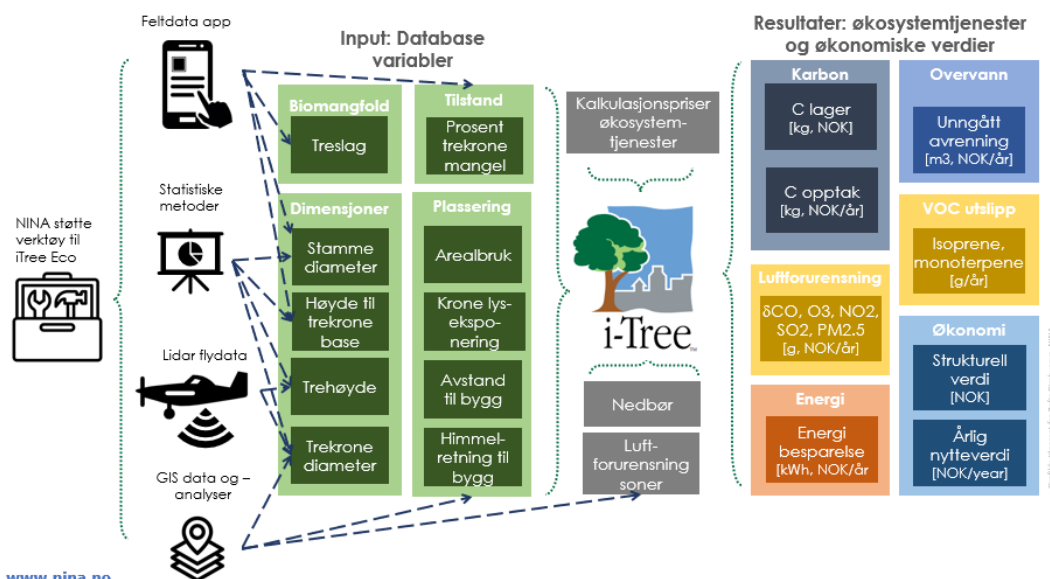 Feltdata app
Statistiske
metoder
NINA støtte
verktøy til
iTree Eco
Lidar flydata
GIS data og –
analyser
www.nina.no
Input: Database
variabler
Biomangfold
Treslag
Tilstand
Prosent
trekrone
mangel
Dimensjoner
Stamme
diameter
Høyde til
trekrone
base
Trehøyde
Trekrone
diameter
Plassering
Arealbruk
Krone lys-
ekspo-
nering
Avstand
til bygg
Himmel-
retning til
bygg
Kalkulasjonspriser
økosystem-
tjenester
i-Tree™
Nedbør
Luft-
forurensning
soner
Resultater: økosystemtjenester
og økonomiske verdier
Karbon
C lager
[kg, NOK]
C opptak
[kg, NOK/år]
Luftforurensning
δCO, O3, NO2,
SO2, PM2.5
[g, NOK/år]
Energi
Energi
besparelse
[kWh, NOK/år
Overvann
Unngått
avrenning
[m3, NOK/år]
VOC utslipp
Isoprene,
monoterpene
[g/år]
Økonomi
Strukturell
verdi
[NOK]
Årlig
nytteverdi
[NOK/year]